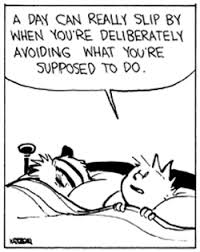 A DAY CAN REALLY SLIP BY
WHEN YOU'RE DELIBERATELY
AVOIDING WHAT YOU'RE
SUPPOSED TO DO.